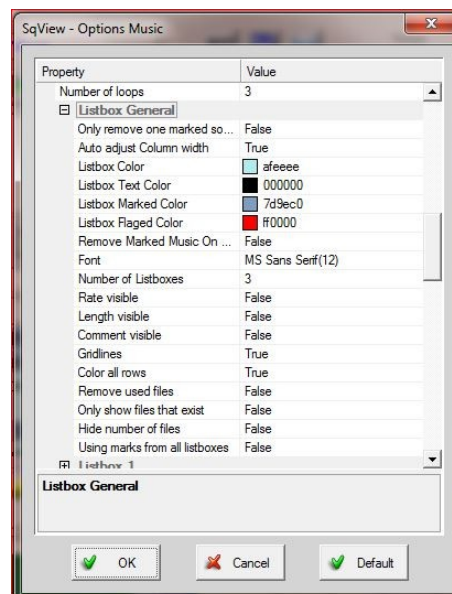 SqView - Options Music
Property Value
Number of loops 3
Listbox General
Only remove one marked so... False
Auto adjust Column width True
Listbox Color afeeee
Listbox Text Color 000000
Listbox Marked Color 7d9ec0
Listbox Flaged Color ff0000
Remove Marked Music On ... False
Font MS Sans Serif(12)
Number of Listboxes 3
Rate visible False
Length visible False
Comment visible False
Gridlines True
Color all rows True
Remove used files False
Only show files that exist False
Hide number of files False
Using marks from all listboxes False
Listbox 1
Listbox General
OK Cancel Default